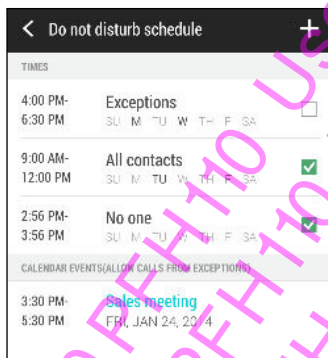 Do not disturb schedule
TIMES
4:00 PM-
6:30 PM
Exceptions
SU M TU W TH F SA
9:00 AM-
12:00 PM
All contacts
SU M TU W TH F SA
2:56 PM-
3:56 PM
No one
SU M TU W TH F SA
CALENDAR EVENTS(ALLOW CALLS FROM EXCEPTIONS)
3:30 PM-
5:30 PM
Sales meeting
FRI, JAN 24, 2014
PFH110 US
PFH110